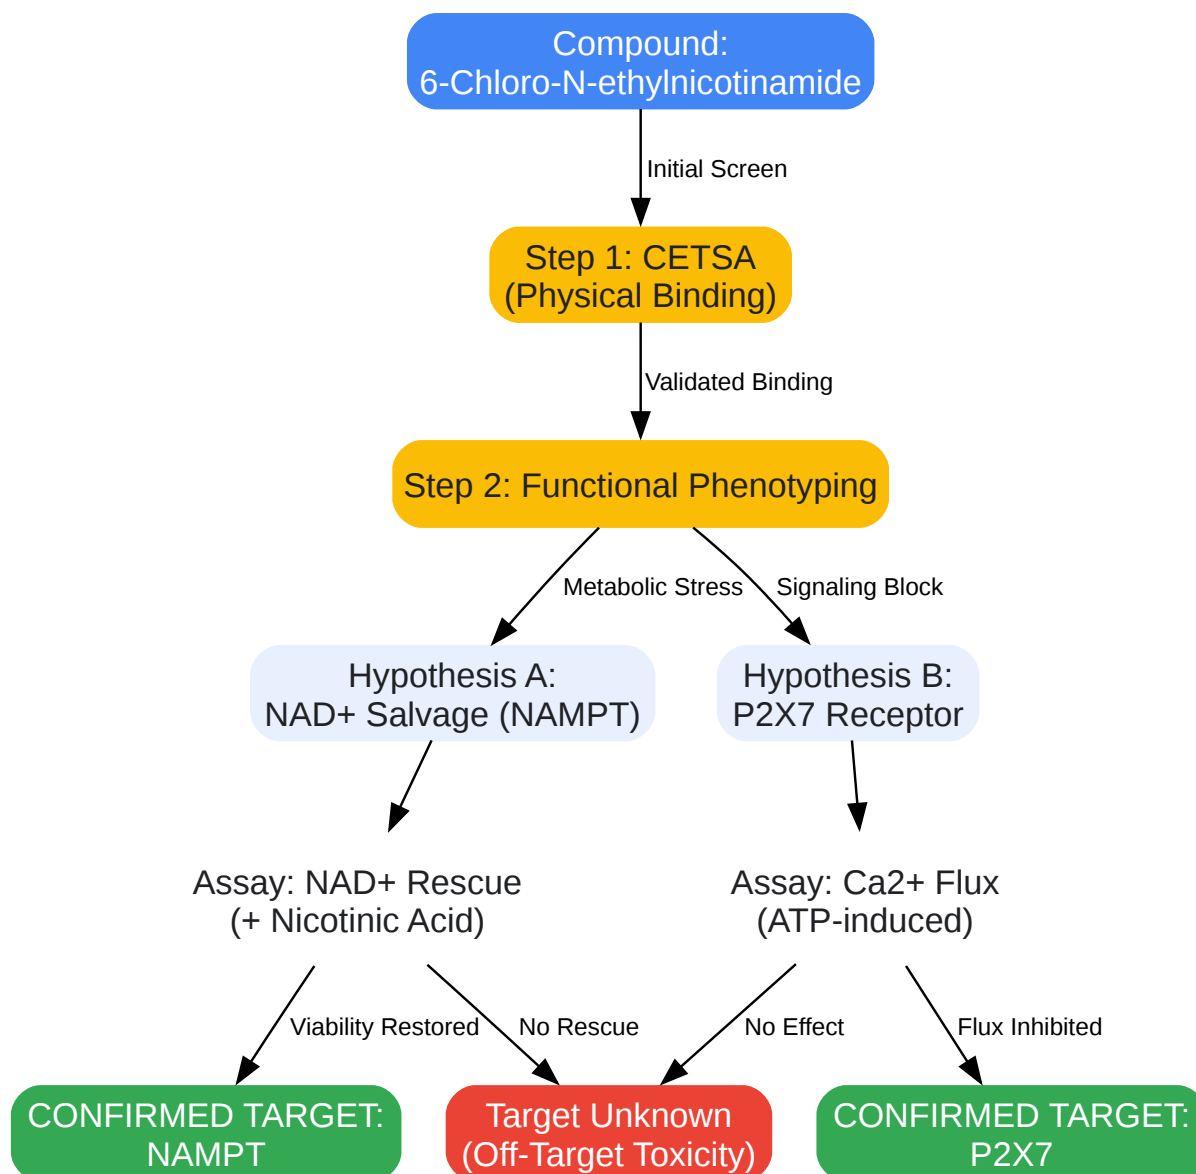 Compound:
6-Chloro-N-ethylnicotinamide
Initial Screen
Step 1: CETSA
(Physical Binding)
Validated Binding
Step 2: Functional Phenotyping
Metabolic Stress
Signaling Block
Hypothesis A:
NAD+ Salvage (NAMPT)
Hypothesis B:
P2X7 Receptor
Assay: NAD+ Rescue
(+ Nicotinic Acid)
Assay: Ca2+ Flux
(ATP-induced)
Viability Restored
No Rescue
No Effect
Flux Inhibited
CONFIRMED TARGET:
NAMPT
Target Unknown
(Off-Target Toxicity)
CONFIRMED TARGET:
P2X7